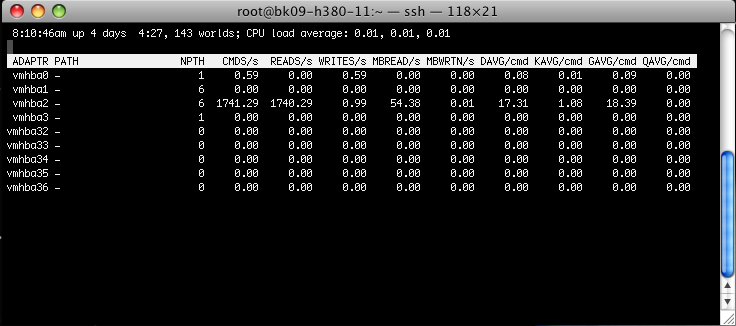 root@bk09-h380-11:~ — ssh — 118×21
8:10:46am up 4 days  4:27, 143 worlds; CPU load average: 0.01, 0.01, 0.01
ADAPTR PATH NPTH CMDS/s READS/s WRITES/s MBREAD/s MBWRTN/s DAVG/cmd KAVG/cmd GAVG/cmd QAVG/cmd
vmhba0 – 1 0.59 0.00 0.59 0.00 0.00 0.08 0.01 0.09 0.00
vmhba1 – 6 0.00 0.00 0.00 0.00 0.00 0.00 0.00 0.00 0.00
vmhba2 – 6 1741.29 1740.29 0.99 54.38 0.01 17.31 1.08 18.39 0.00
vmhba3 – 1 0.00 0.00 0.00 0.00 0.00 0.00 0.00 0.00 0.00
vmhba32 – 0 0.00 0.00 0.00 0.00 0.00 0.00 0.00 0.00 0.00
vmhba33 – 0 0.00 0.00 0.00 0.00 0.00 0.00 0.00 0.00 0.00
vmhba34 – 0 0.00 0.00 0.00 0.00 0.00 0.00 0.00 0.00 0.00
vmhba35 – 0 0.00 0.00 0.00 0.00 0.00 0.00 0.00 0.00 0.00
vmhba36 – 0 0.00 0.00 0.00 0.00 0.00 0.00 0.00 0.00 0.00